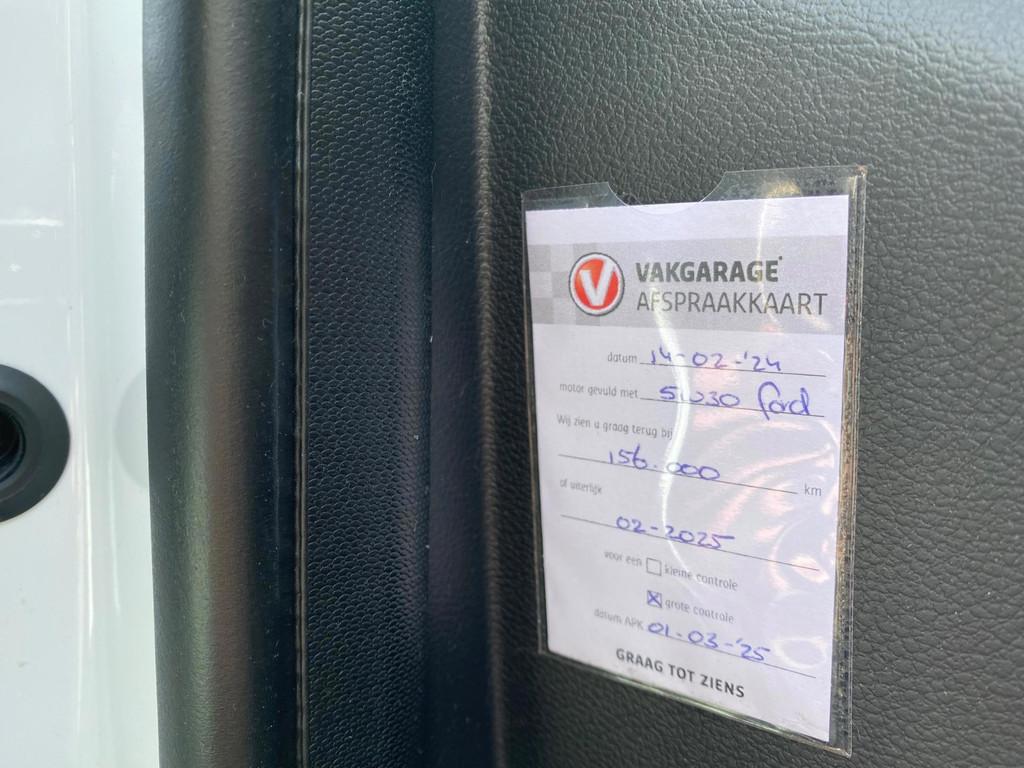 V
VAKGARAGE
AFSPRAAKKAART
datum 14-02-'24
motor gevuld met 5W30 ford
Wij zien u graag terug bij
156.000 km
of uiterlijk
02-2025
voor een ☐ kleine controle
☒ grote controle
datum APK 01-03-'25
GRAAG TOT ZIENS